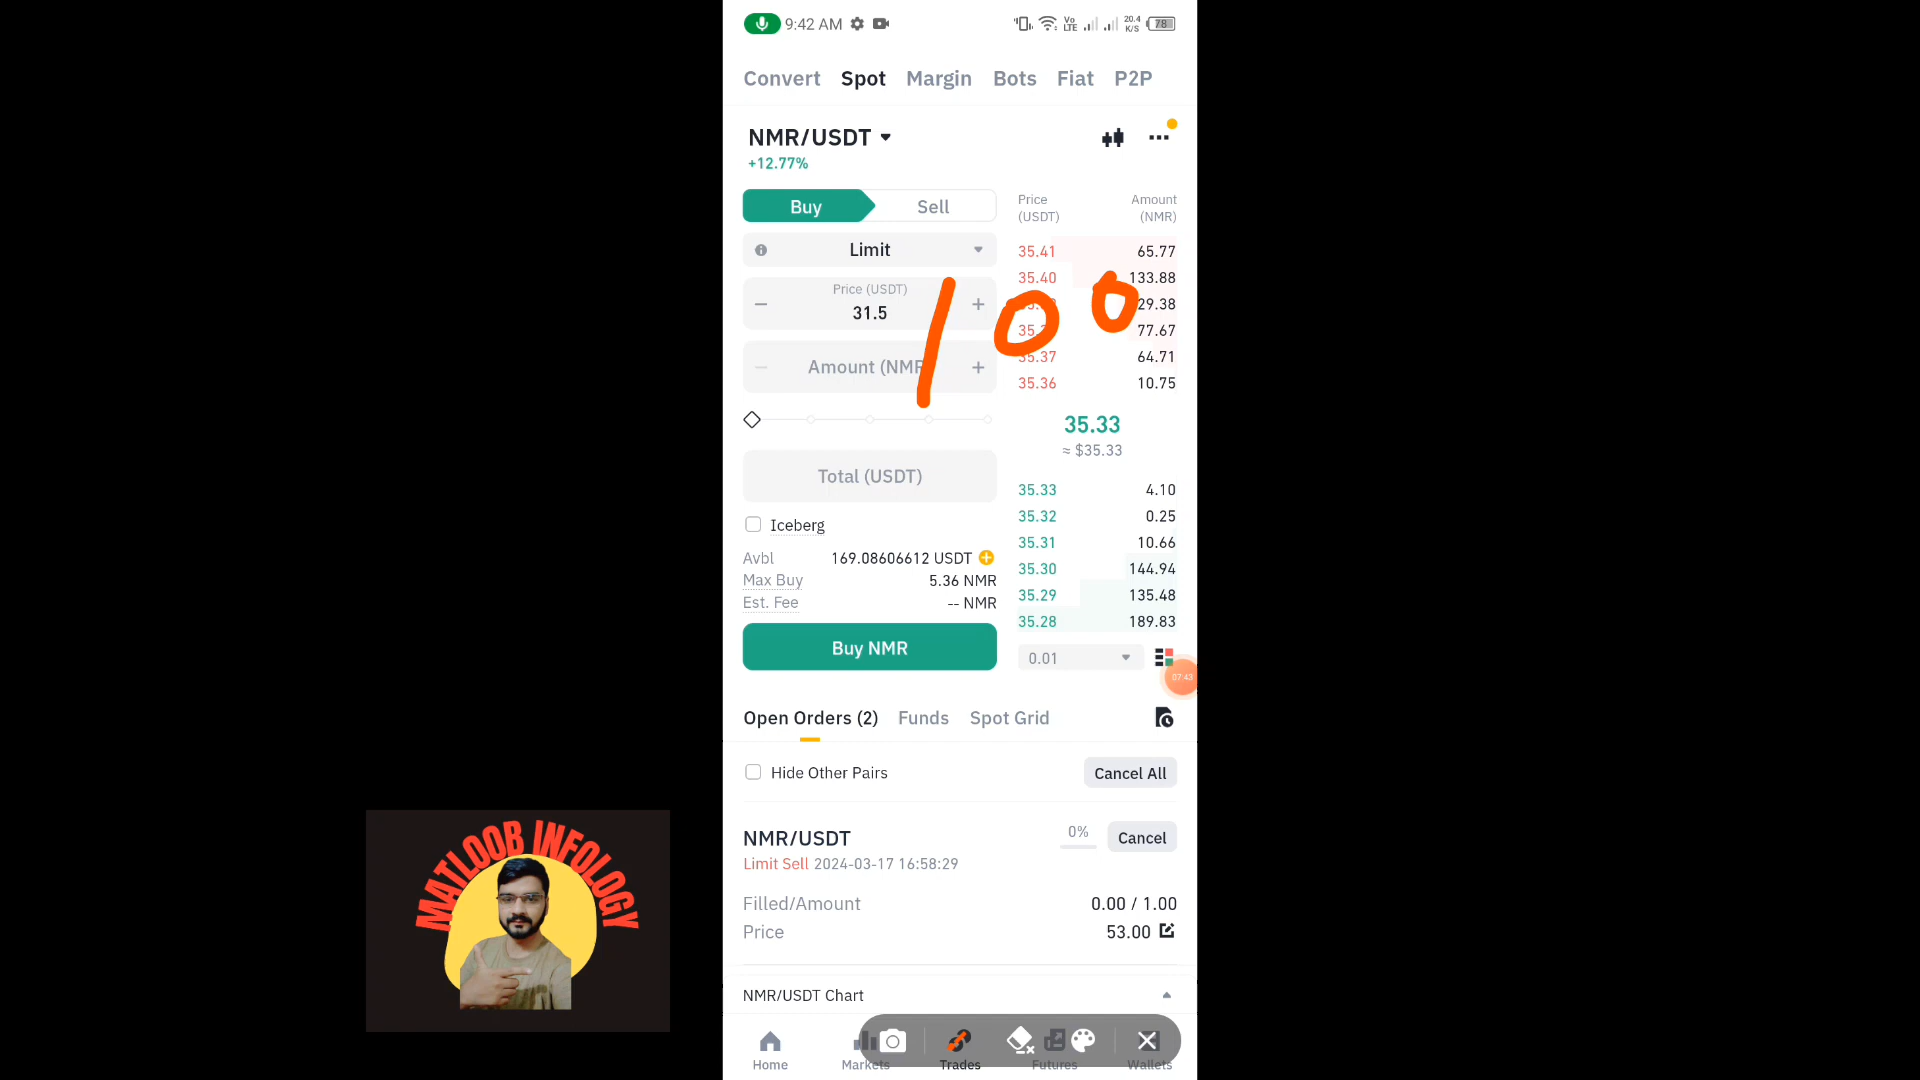 9:42 AM Vo LTE 20.4 K/S 78
Convert Spot Margin Bots Fiat P2P
NMR/USDT
+12.77%
Buy Sell
Limit
Price (USDT)
31.5
Amount (NMR
Total (USDT)
Iceberg
Avbl 169.08606612 USDT
Max Buy 5.36 NMR
Est. Fee -- NMR
Buy NMR
Price Amount
(USDT) (NMR)
35.41 65.77
35.40 133.88
29.38
77.67
35.37 64.71
35.36 10.75
100
35.33
≈ $35.33
35.33 4.10
35.32 0.25
35.31 10.66
35.30 144.94
35.29 135.48
35.28 189.83
0.01
07:43
Open Orders (2) Funds Spot Grid
Hide Other Pairs Cancel All
NMR/USDT 0% Cancel
Limit Sell 2024-03-17 16:58:29
Filled/Amount 0.00 / 1.00
Price 53.00
NMR/USDT Chart
Home Markets Trades Futures Wallets
MATLOOB INFOLOGY